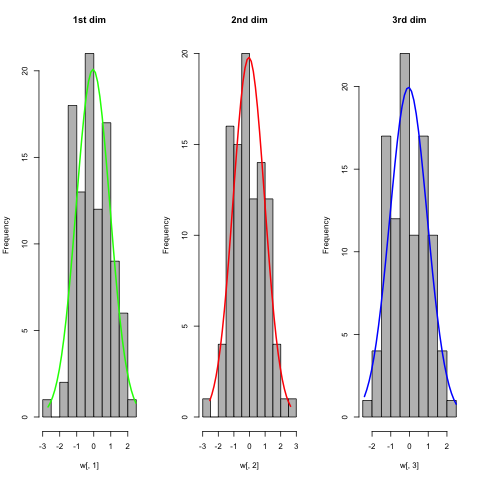 1st dim
2nd dim
3rd dim
Frequency
0
5
10
15
20
-3 -2 -1 0 1 2
w[, 1]
Frequency
0
5
10
15
20
-3 -2 -1 0 1 2 3
w[, 2]
Frequency
0
5
10
15
20
-2 -1 0 1 2
w[, 3]